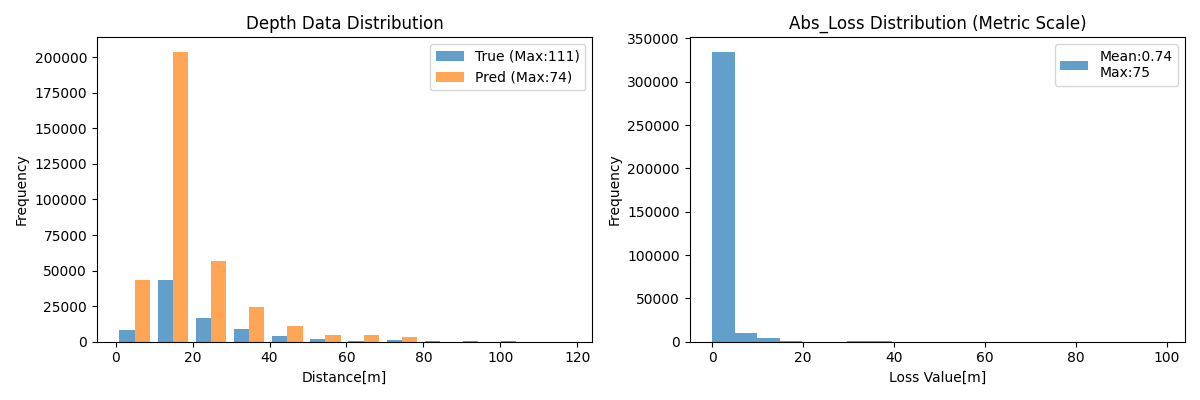 Depth Data Distribution
200000
175000
150000
125000
100000
75000
50000
25000
0
Frequency
0 20 40 60 80 100 120
Distance[m]
True (Max:111)
Pred (Max:74)
Abs_Loss Distribution (Metric Scale)
350000
300000
250000
200000
150000
100000
50000
0
Frequency
0 20 40 60 80 100
Loss Value[m]
Mean:0.74
Max:75